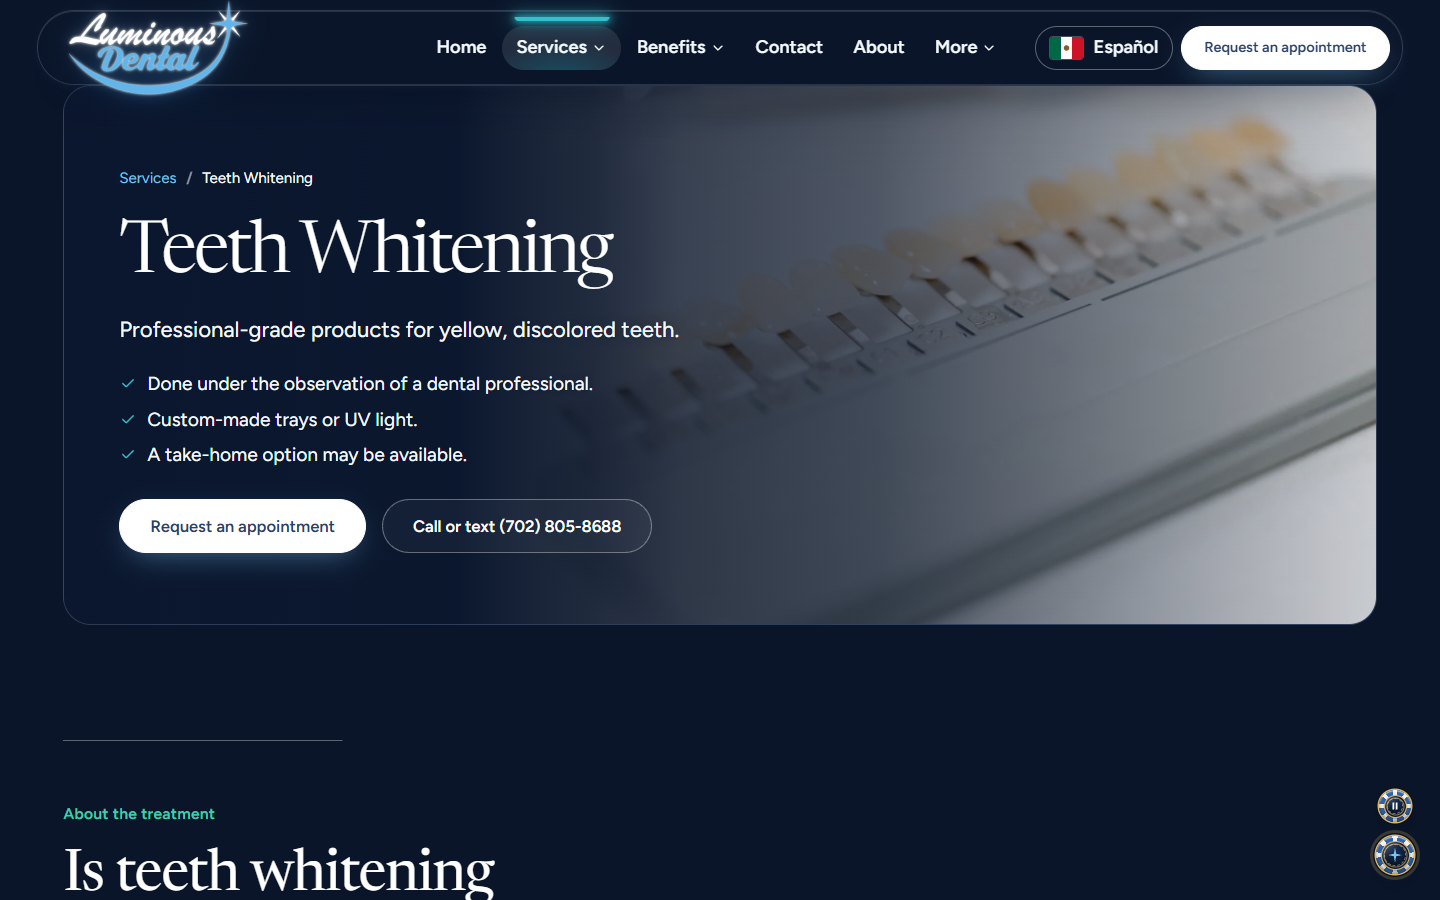 Luminous
Dental
Home
Services
Benefits
Contact
About
More
Español
Request an appointment
Services / Teeth Whitening
Teeth Whitening
Professional-grade products for yellow, discolored teeth.
Done under the observation of a dental professional.
Custom-made trays or UV light.
A take-home option may be available.
Request an appointment
Call or text (702) 805-8688
About the treatment
Is teeth whitening